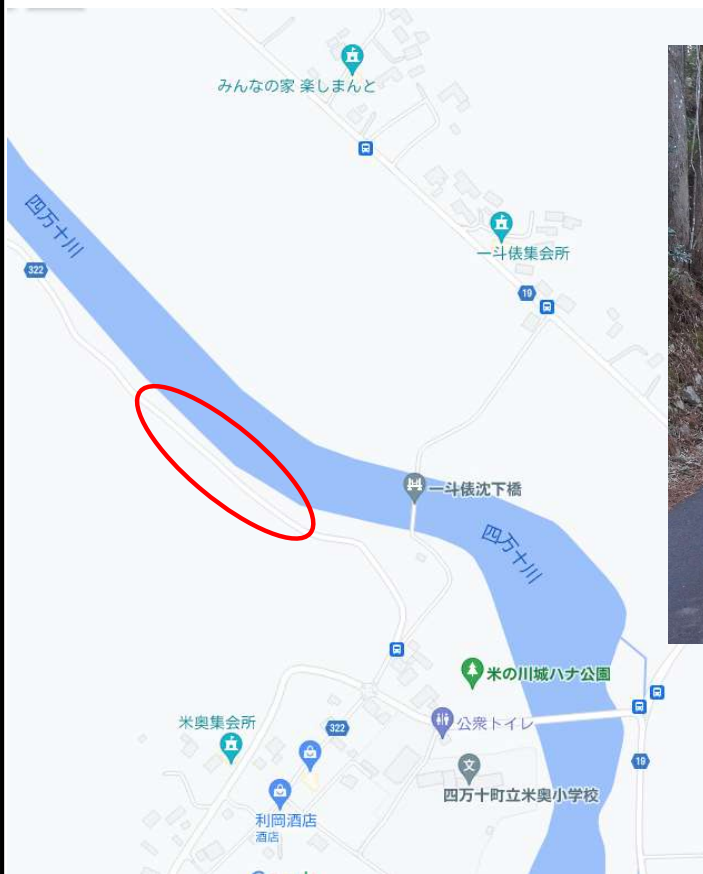 みんなの家 楽しまんと
四万十川
一斗俵集会所
322
19
一斗俵沈下橋
四万十川
米の川城ハナ公園
米奥集会所
322
公衆トイレ
19
文
四万十町立米奥小学校
利岡酒店
酒店